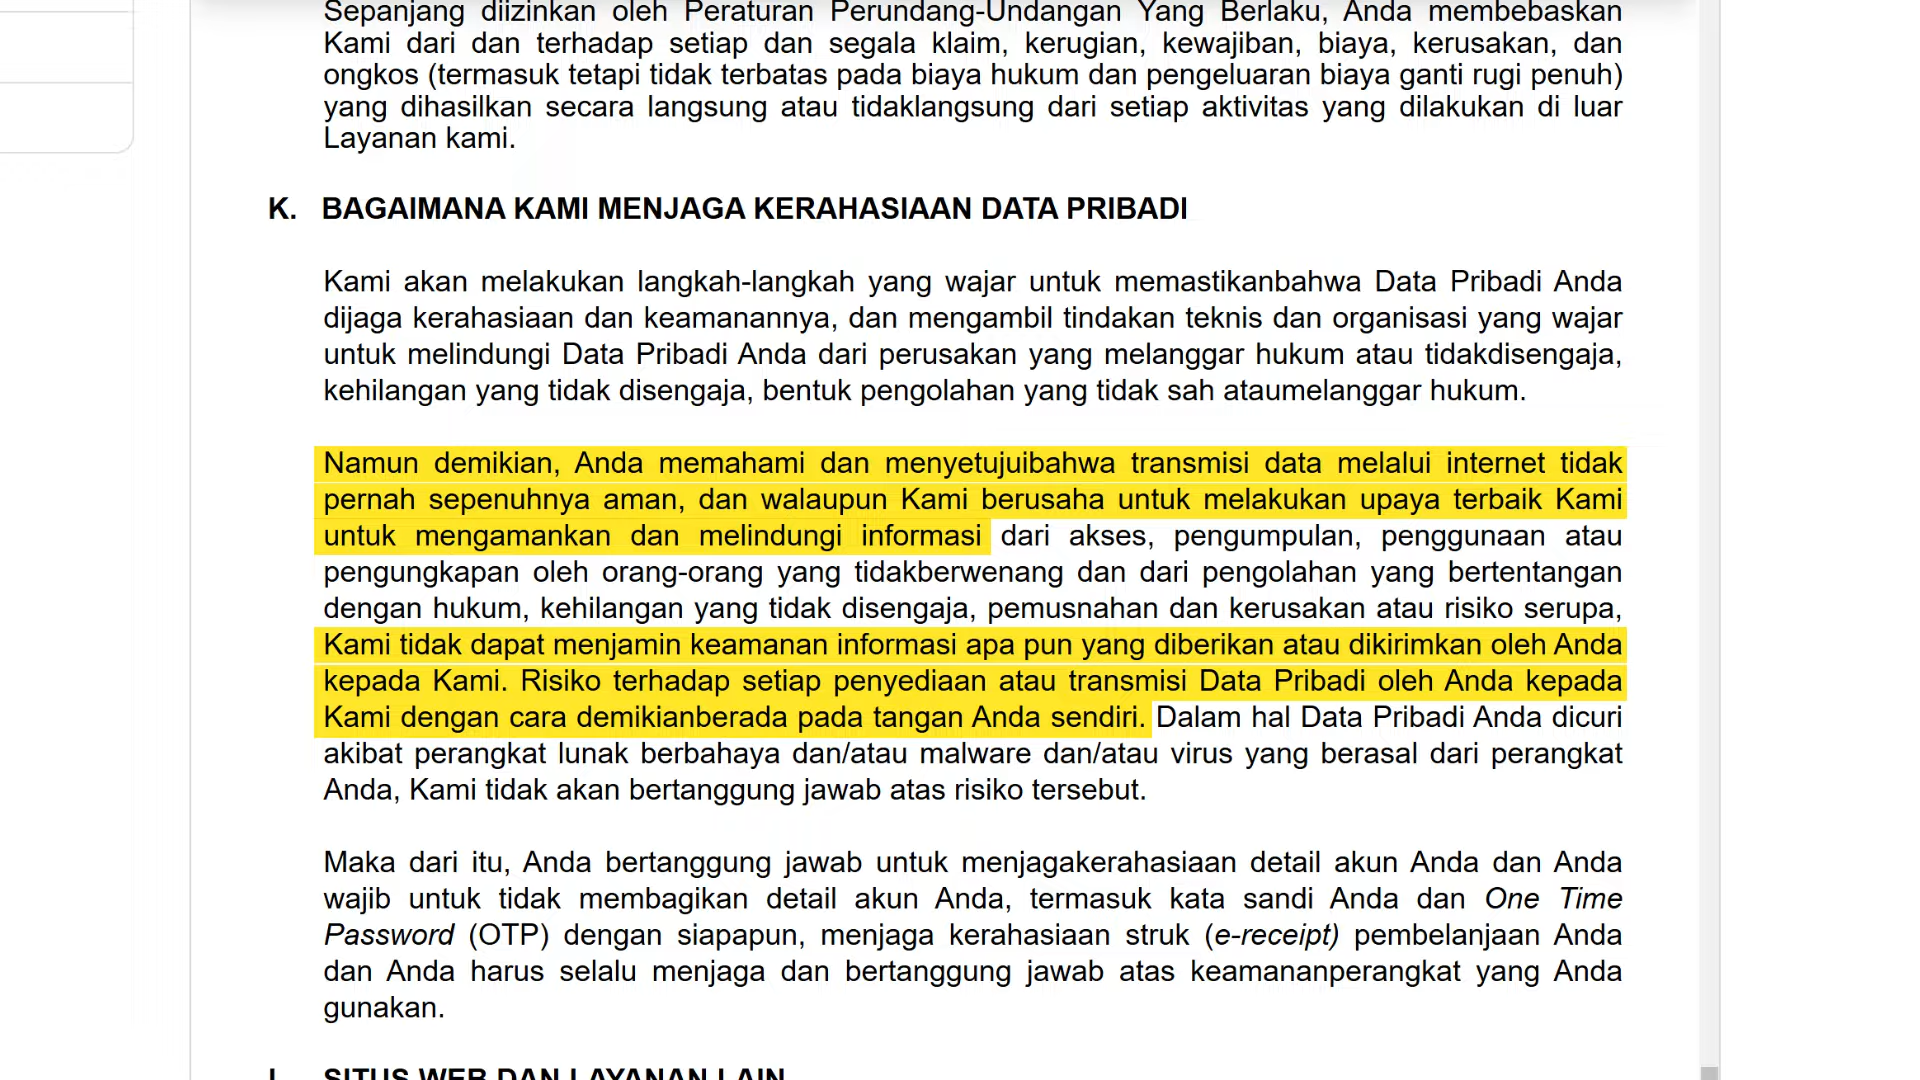 Sepanjang diizinkan oleh Peraturan Perundang-Undangan Yang Berlaku, Anda membebaskan
Kami dari dan terhadap setiap dan segala klaim, kerugian, kewajiban, biaya, kerusakan, dan
ongkos (termasuk tetapi tidak terbatas pada biaya hukum dan pengeluaran biaya ganti rugi penuh)
yang dihasilkan secara langsung atau tidaklangsung dari setiap aktivitas yang dilakukan di luar
Layanan kami.
K. BAGAIMANA KAMI MENJAGA KERAHASIAAN DATA PRIBADI
Kami akan melakukan langkah-langkah yang wajar untuk memastikanbahwa Data Pribadi Anda
dijaga kerahasiaan dan keamanannya, dan mengambil tindakan teknis dan organisasi yang wajar
untuk melindungi Data Pribadi Anda dari perusakan yang melanggar hukum atau tidakdisengaja,
kehilangan yang tidak disengaja, bentuk pengolahan yang tidak sah ataumelanggar hukum.
Namun demikian, Anda memahami dan menyetujuibahwa transmisi data melalui internet tidak
pernah sepenuhnya aman, dan walaupun Kami berusaha untuk melakukan upaya terbaik Kami
untuk mengamankan dan melindungi informasi dari akses, pengumpulan, penggunaan atau
pengungkapan oleh orang-orang yang tidakberwenang dan dari pengolahan yang bertentangan
dengan hukum, kehilangan yang tidak disengaja, pemusnahan dan kerusakan atau risiko serupa,
Kami tidak dapat menjamin keamanan informasi apa pun yang diberikan atau dikirimkan oleh Anda
kepada Kami. Risiko terhadap setiap penyediaan atau transmisi Data Pribadi oleh Anda kepada
Kami dengan cara demikianberada pada tangan Anda sendiri. Dalam hal Data Pribadi Anda dicuri
akibat perangkat lunak berbahaya dan/atau malware dan/atau virus yang berasal dari perangkat
Anda, Kami tidak akan bertanggung jawab atas risiko tersebut.
Maka dari itu, Anda bertanggung jawab untuk menjagakerahasiaan detail akun Anda dan Anda
wajib untuk tidak membagikan detail akun Anda, termasuk kata sandi Anda dan One Time
Password (OTP) dengan siapapun, menjaga kerahasiaan struk (e-receipt) pembelanjaan Anda
dan Anda harus selalu menjaga dan bertanggung jawab atas keamananperangkat yang Anda
gunakan.
L. SITUS WEB DAN LAYANAN LAIN